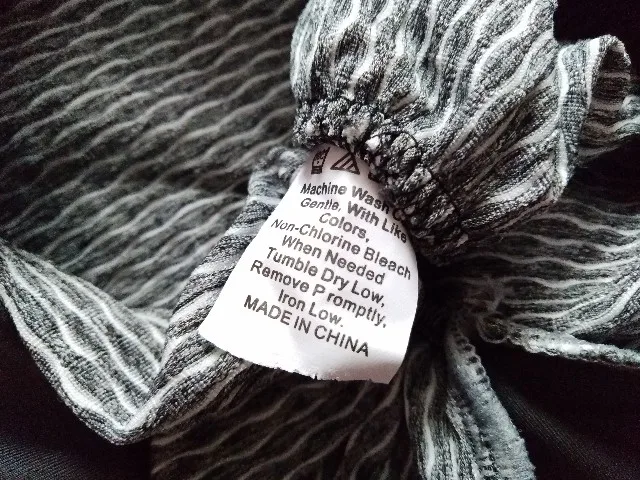 Machine Wash
Gentle, With Like
Colors,
Non-Chlorine Bleach
When Needed
Tumble Dry Low,
Remove P romptly,
Iron Low.
MADE IN CHINA